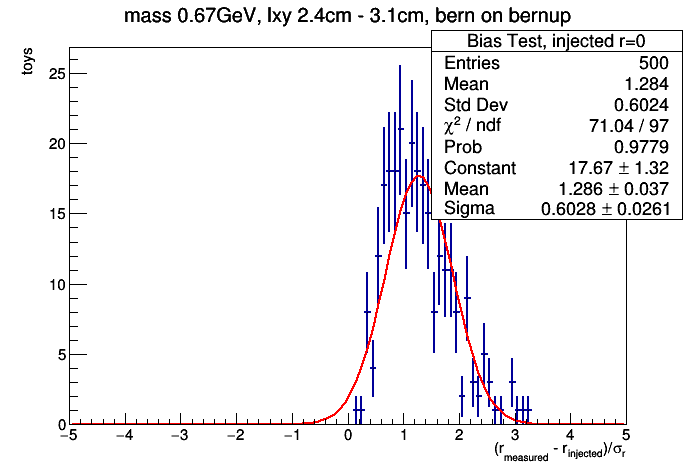 mass 0.67GeV, lxy 2.4cm - 3.1cm, bern on bernup
Bias Test, injected r=0
Entries 500
Mean 1.284
Std Dev 0.6024
χ² / ndf 71.04 / 97
Prob 0.9779
Constant 17.67 ± 1.32
Mean 1.286 ± 0.037
Sigma 0.6028 ± 0.0261
toys
25
20
15
10
5
0
−5 −4 −3 −2 −1 0 1 2 3 4 5
(r_measured - r_injected)/σ_r